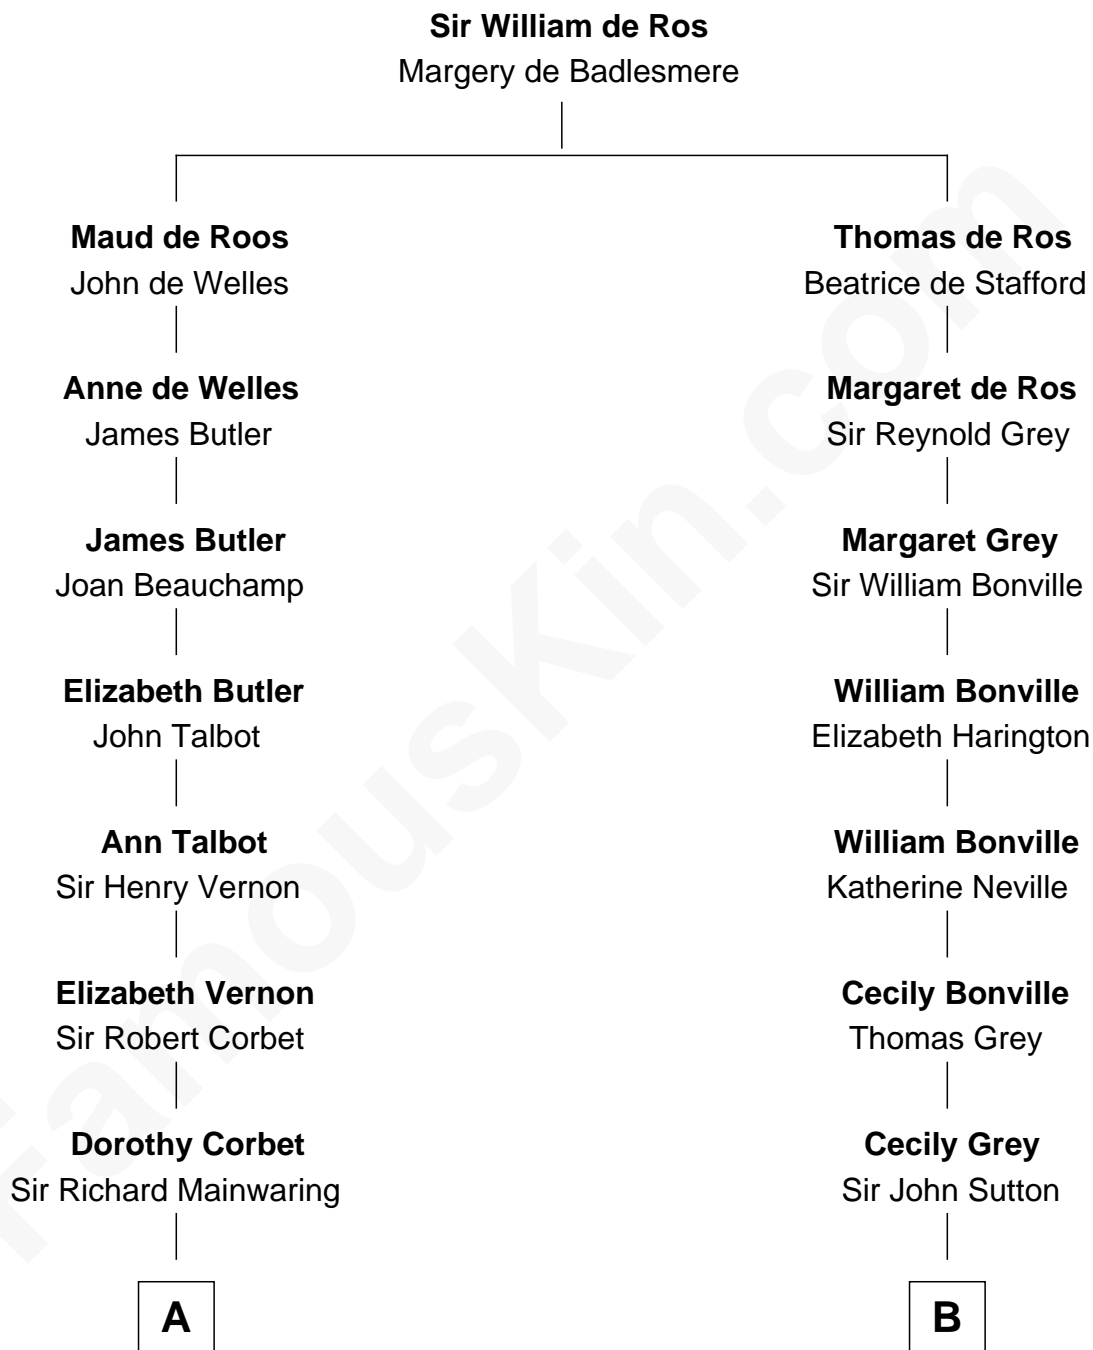 Sir William de Ros
Margery de Badlesmere
Maud de Roos
John de Welles
Thomas de Ros
Beatrice de Stafford
Anne de Welles
James Butler
Margaret de Ros
Sir Reynold Grey
James Butler
Joan Beauchamp
Margaret Grey
Sir William Bonville
Elizabeth Butler
John Talbot
William Bonville
Elizabeth Harington
Ann Talbot
Sir Henry Vernon
William Bonville
Katherine Neville
Elizabeth Vernon
Sir Robert Corbet
Cecily Bonville
Thomas Grey
Dorothy Corbet
Sir Richard Mainwaring
Cecily Grey
Sir John Sutton
A
B
FamousKin.com